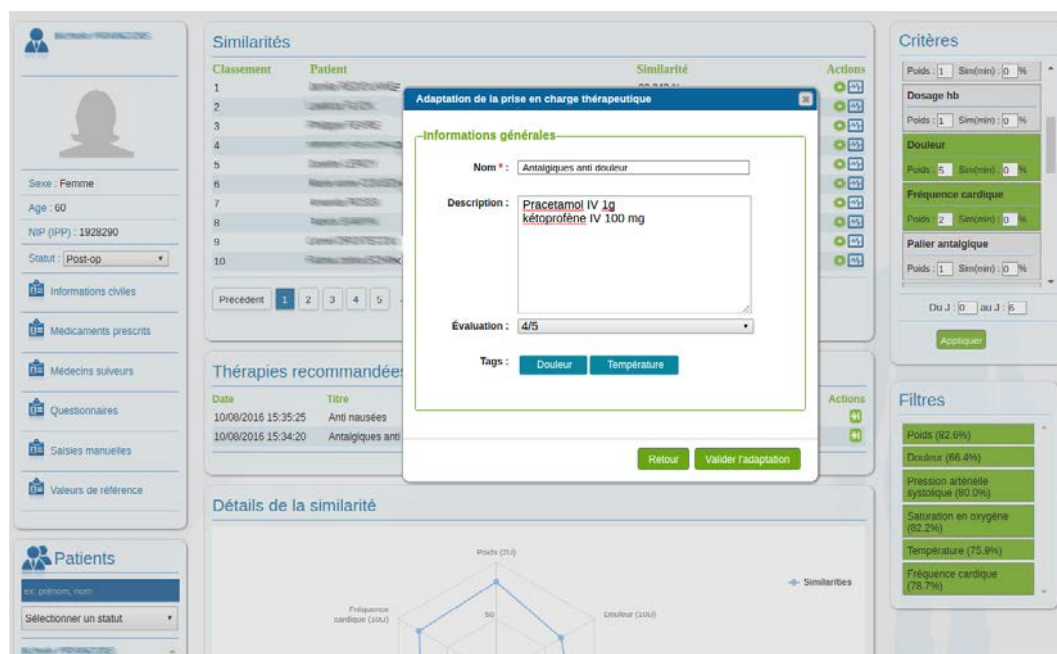 Sexe : Femme
Age : 60
NIP (IPP) : 1928290
Statut : Post-op
Informations civiles
Médicaments prescrits
Médecins suiveurs
Questionnaires
Saisies manuelles
Valeurs de référence
Patients
ex: prénom, nom
Sélectionner un statut
Similarités
Classement Patient Similarité Actions
1
2
3
4
5
6
7
8
9
10
Précédent 1 2 3 4 5
Thérapies recommandées
Date Titre Actions
10/08/2016 15:35:25 Anti nausées
10/08/2016 15:34:20 Antalgiques anti
Détails de la similarité
Poids (2U)
Fréquence
cardique (10U)
50
Douleur (10U)
Similarities
Adaptation de la prise en charge thérapeutique
Informations générales
Nom * : Antalgiques anti douleur
Description : Pracetamol IV 1g
kétoprofène IV 100 mg
Évaluation : 4/5
Tags : Douleur Température
Retour Valider l'adaptation
Critères
Poids : 1 Sim(min) : 0 %
Dosage hb
Poids : 1 Sim(min) : 0 %
Douleur
Poids : 5 Sim(min) : 0 %
Fréquence cardique
Poids : 2 Sim(min) : 0 %
Palier antalgique
Poids : 1 Sim(min) : 0 %
Du J : 0 au J : 6
Appliquer
Filtres
Poids (82.6%)
Douleur (66.4%)
Pression artérielle
systolique (80.0%)
Saturation en oxygène
(82.2%)
Température (75.9%)
Fréquence cardique
(78.7%)